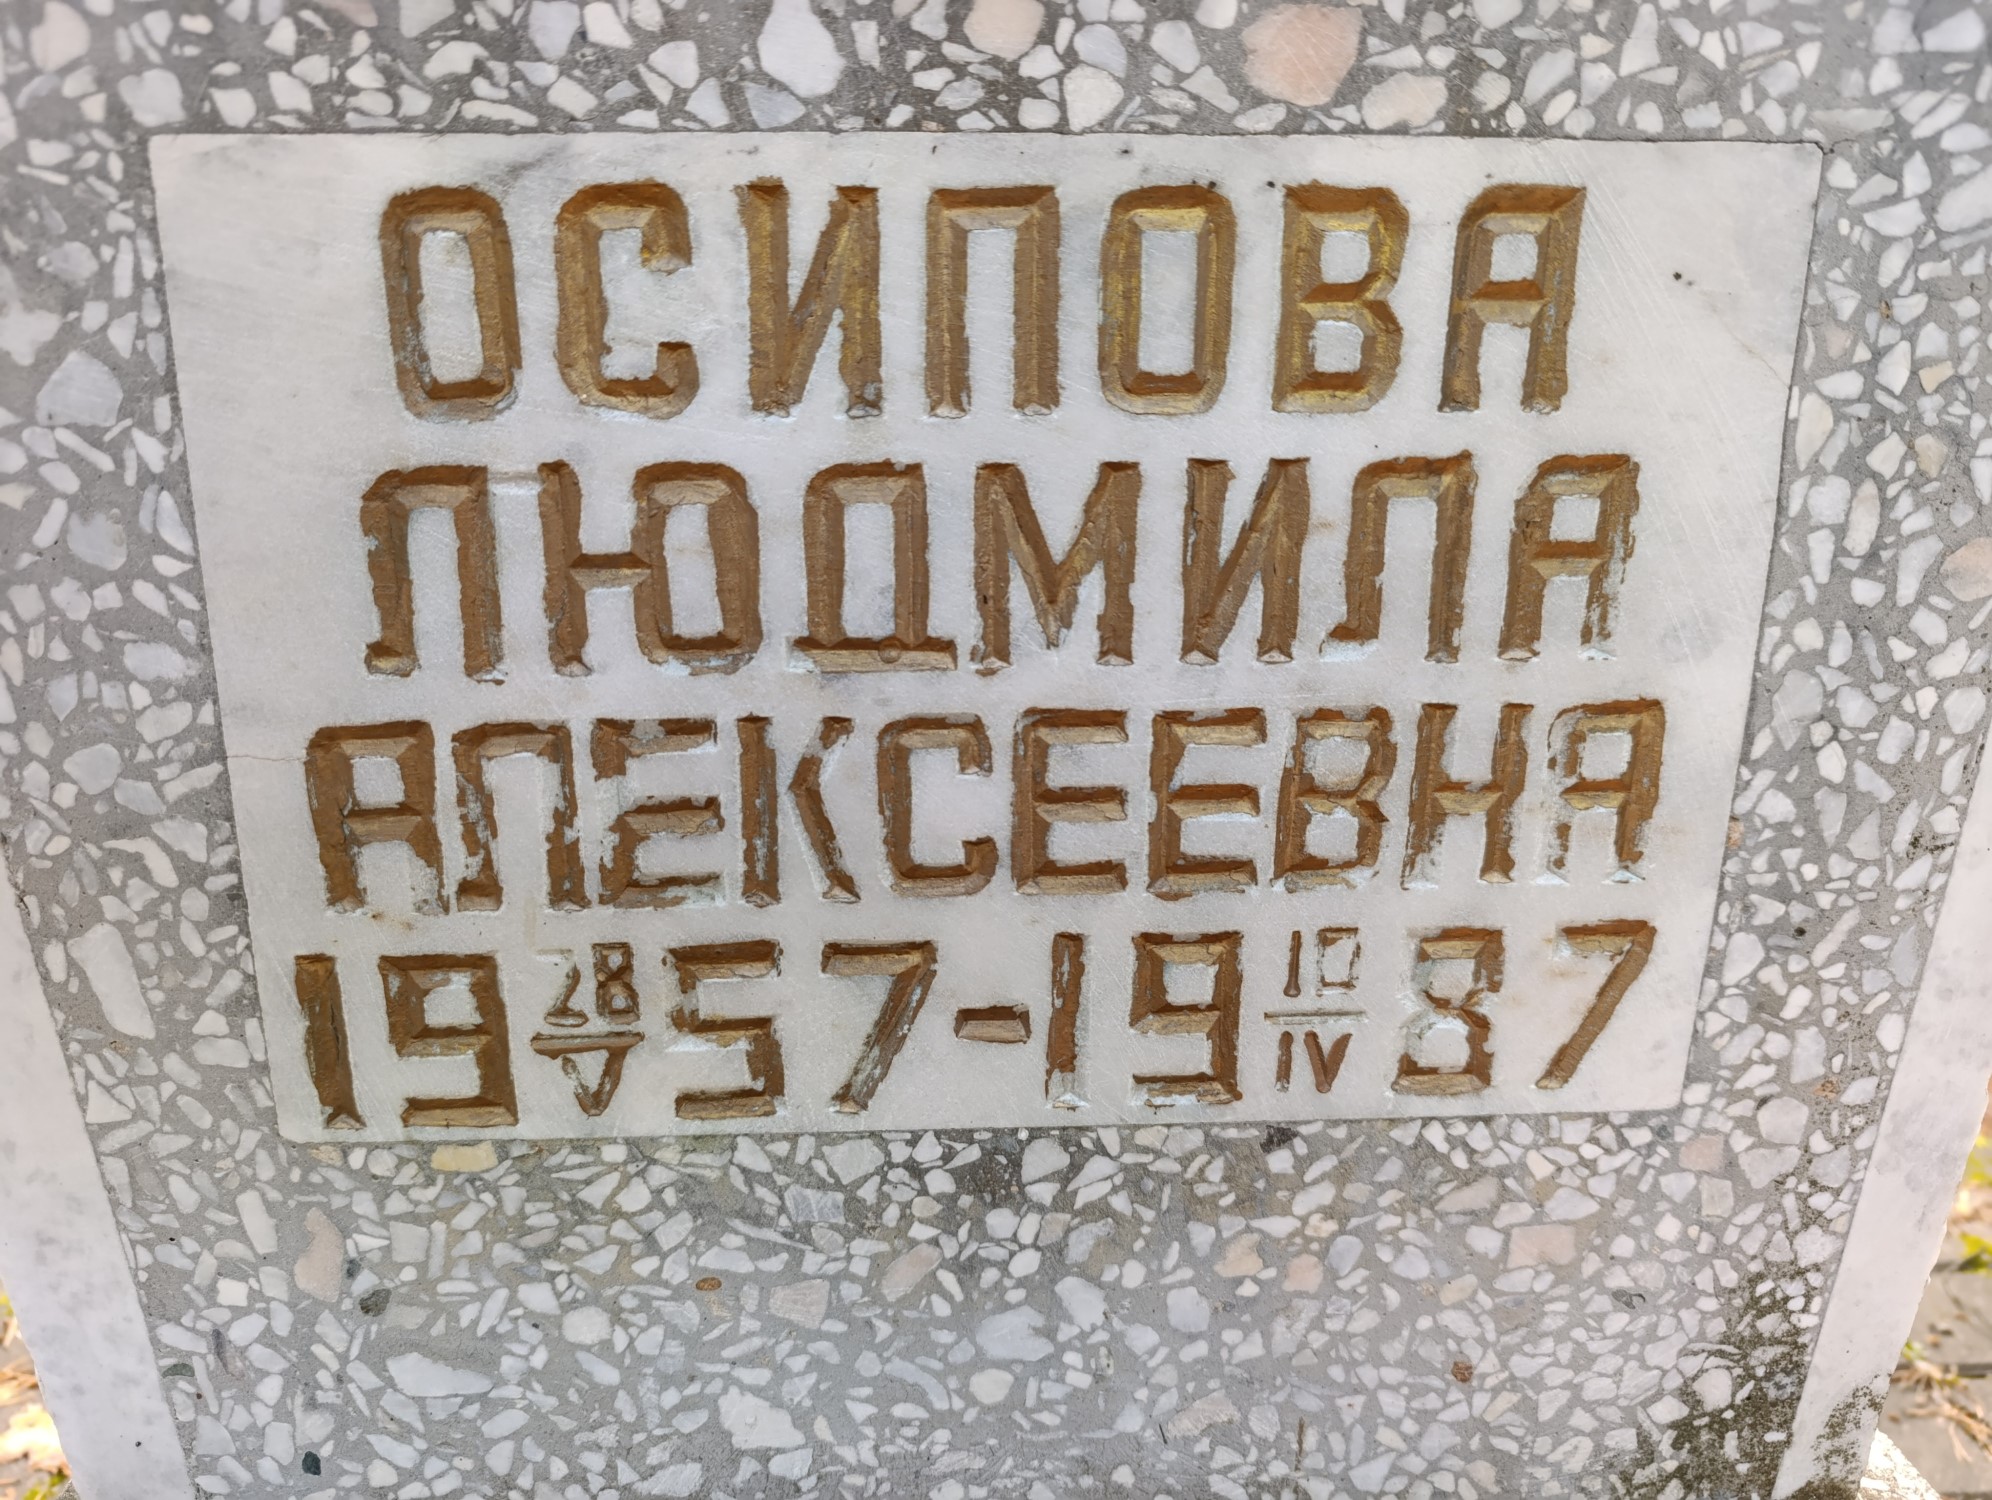 ОСИПОВА
ЛЮДМИЛА
АЛЕКСЕЕВНА
19 28/V 57-19 10/IV 87